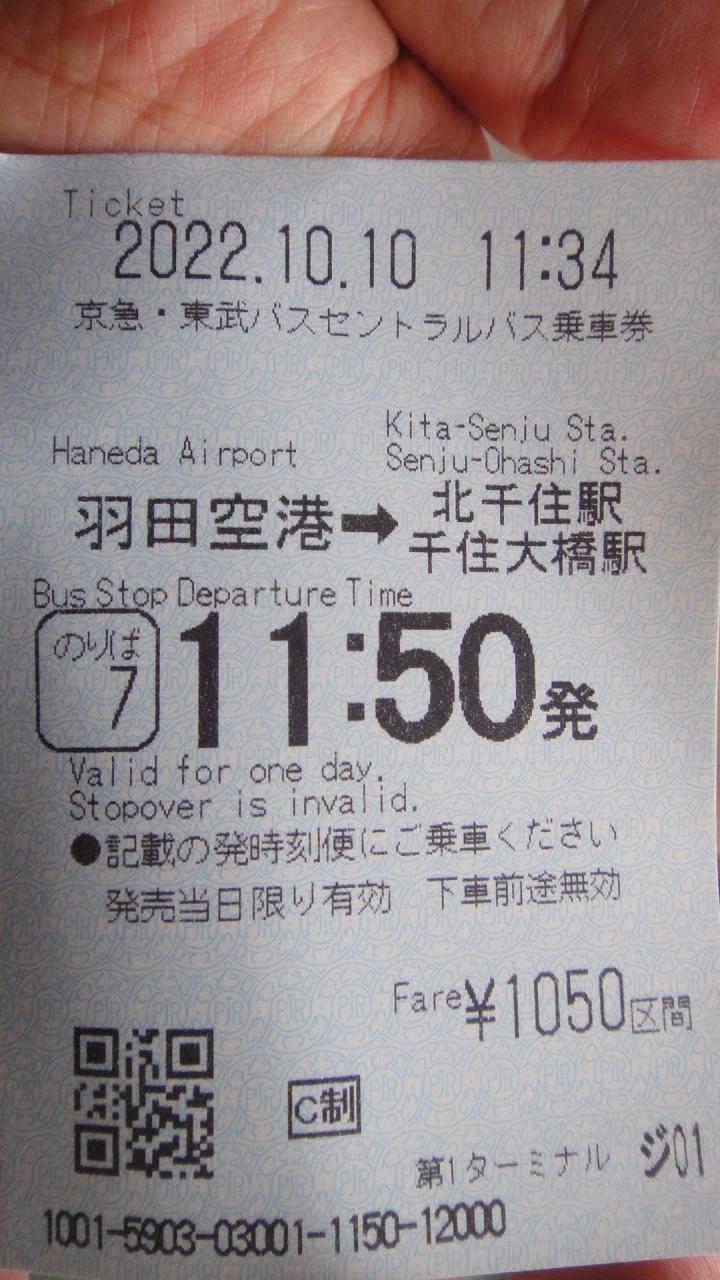 Ticket
2022.10.10 11:34
京急・東武バスセントラルバス乗車券
Kita-Senju Sta.
Haneda Airport Senju-Ohashi Sta.
羽田空港➡北千住駅
千住大橋駅
Bus Stop Departure Time
のりば
7 11:50発
Valid for one day.
Stopover is invalid.
●記載の発時刻便にご乗車ください
発売当日限り有効 下車前途無効
Fare¥1050区間
C制
第1ターミナル ジ01
1001-5903-03001-1150-12000